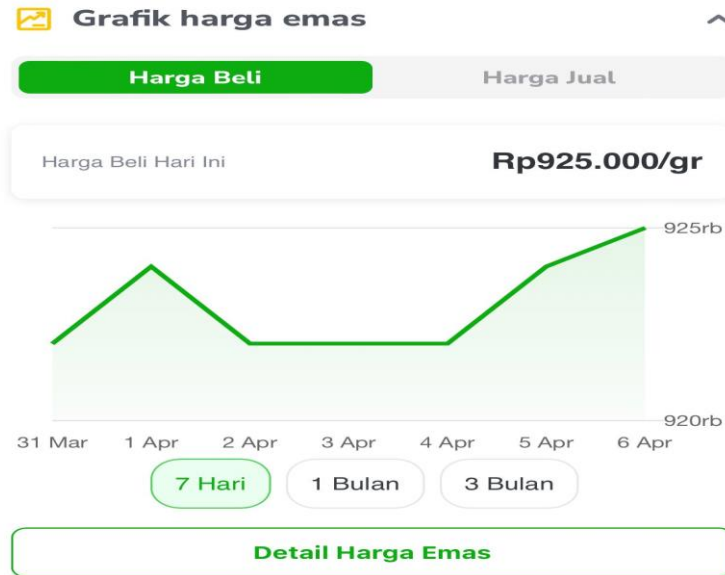 Grafik harga emas
Harga Beli Harga Jual
Harga Beli Hari Ini Rp925.000/gr
925rb
920rb
31 Mar 1 Apr 2 Apr 3 Apr 4 Apr 5 Apr 6 Apr
7 Hari 1 Bulan 3 Bulan
Detail Harga Emas